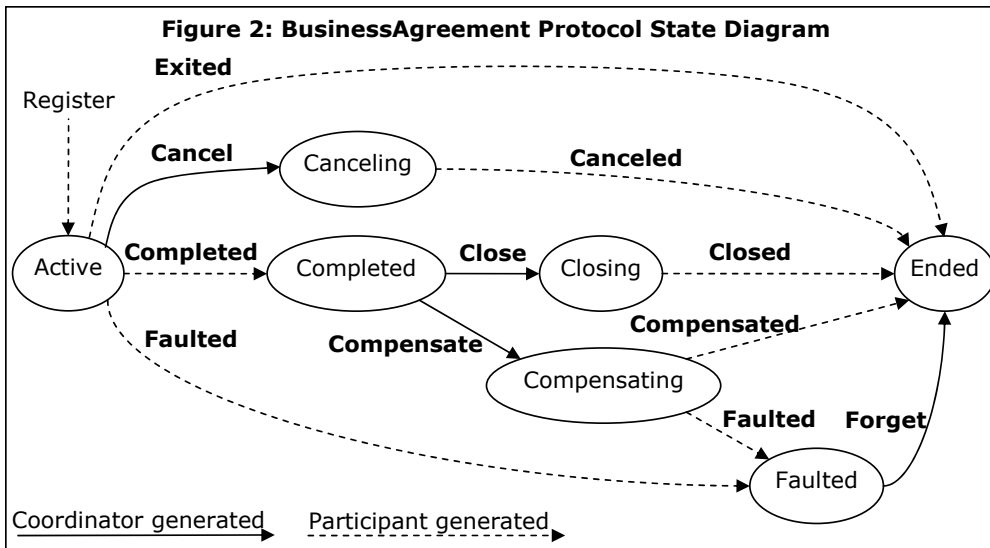 Figure 2: BusinessAgreement Protocol State Diagram
Exited
Register
Cancel
Canceling
Canceled
Active
Completed
Completed
Close
Closing
Closed
Ended
Faulted
Compensate
Compensated
Compensating
Faulted
Forget
Faulted
Coordinator generated
Participant generated